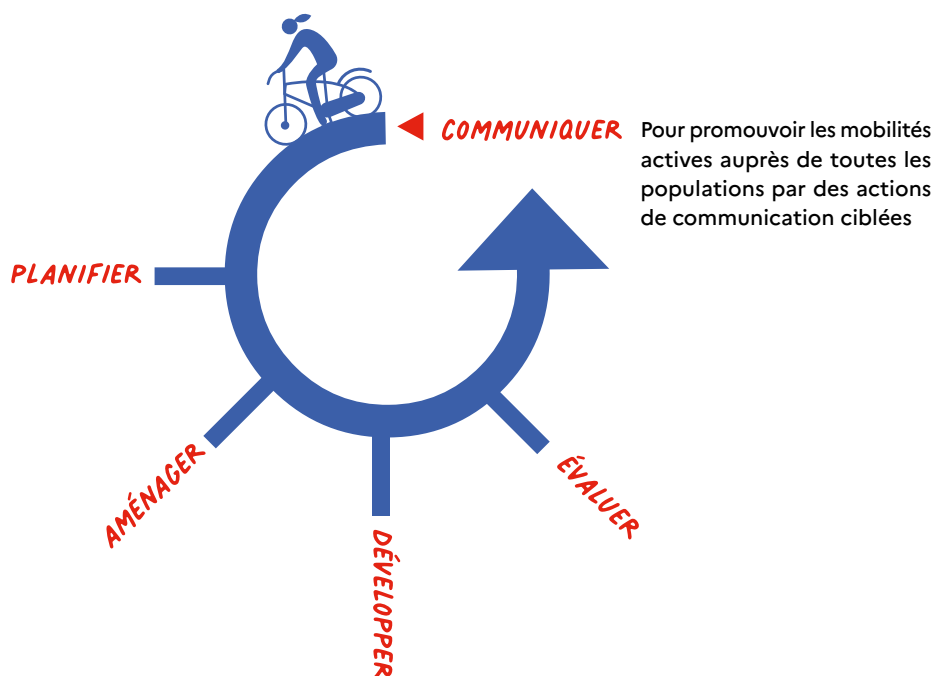 COMMUNIQUER
Pour promouvoir les mobilités
actives auprès de toutes les
populations par des actions
de communication ciblées
PLANIFIER
AMÉNAGER
DÉVELOPPER
ÉVALUER